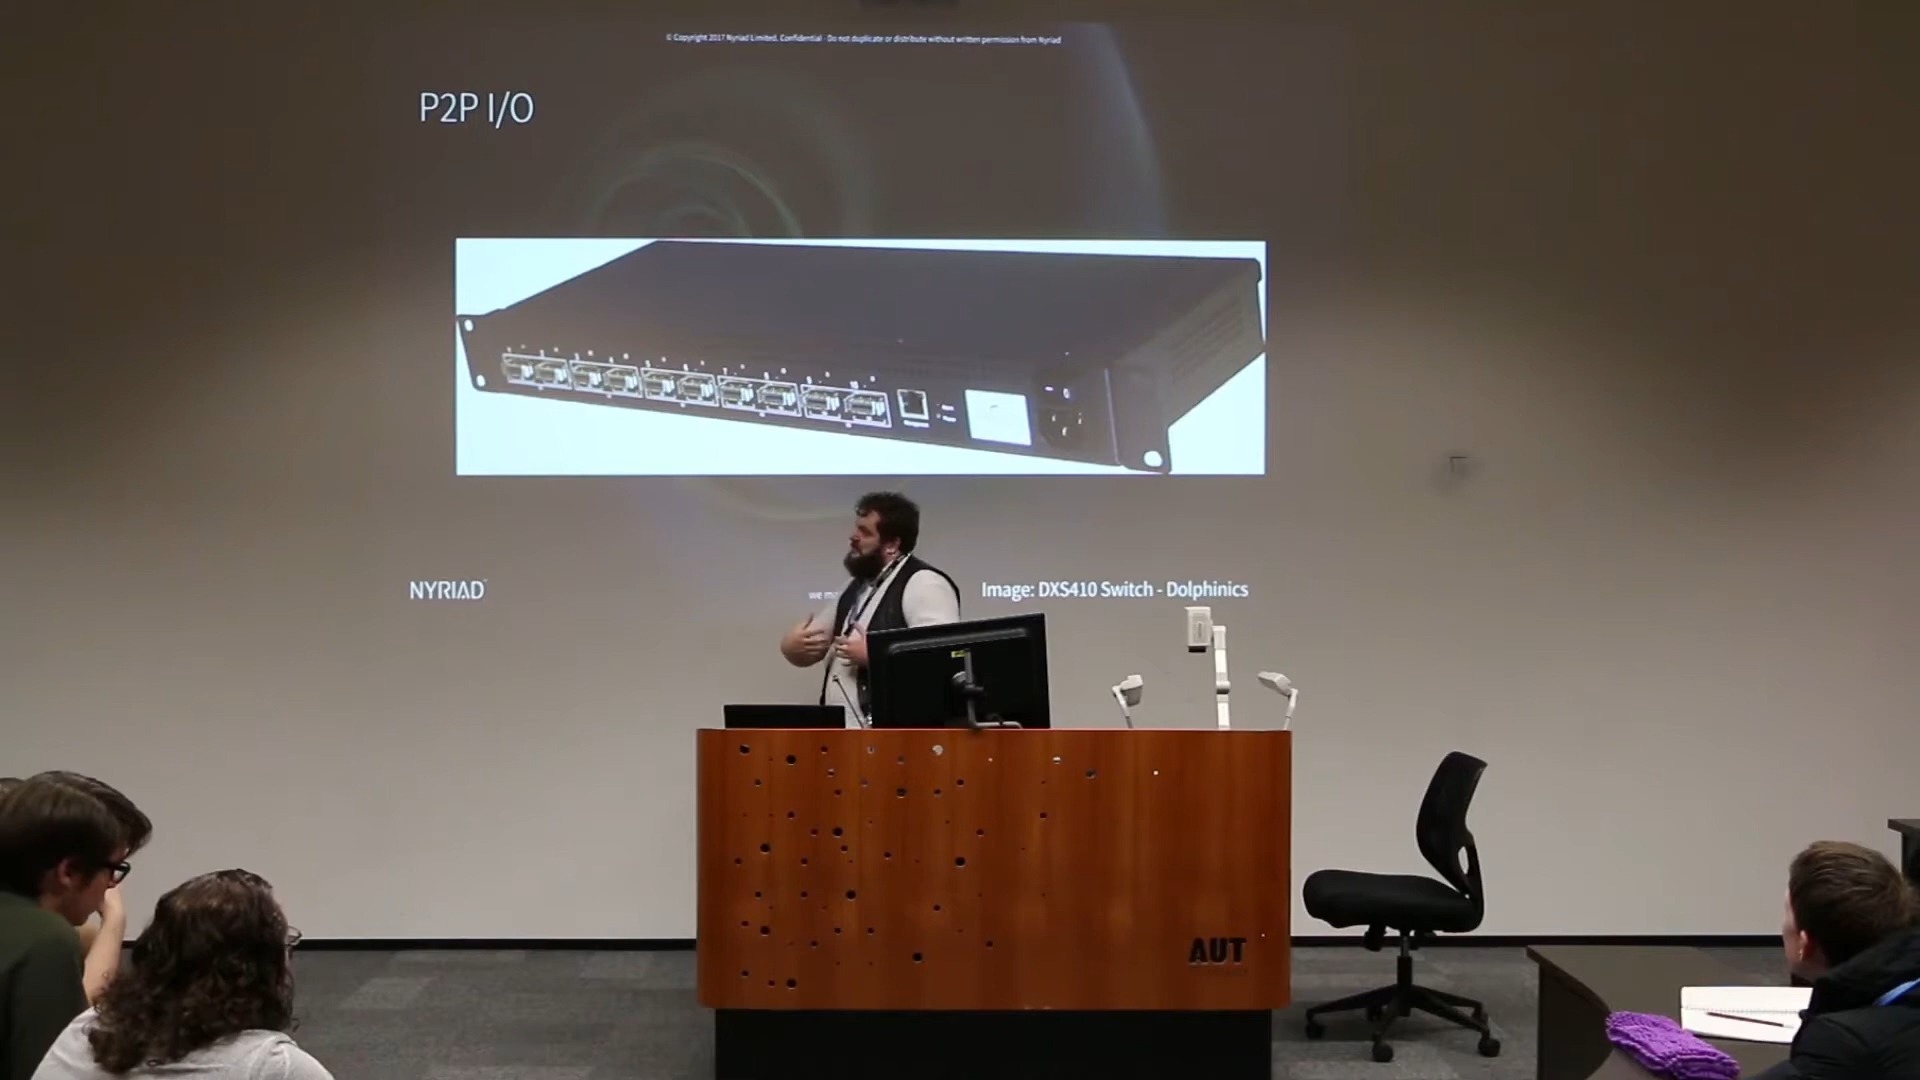 © Copyright 2017 Nyriad Limited. Confidential - Do not duplicate or distribute without written permission from Nyriad
P2P I/O
NYRIAD
we
Image: DXS410 Switch - Dolphinics
AUT